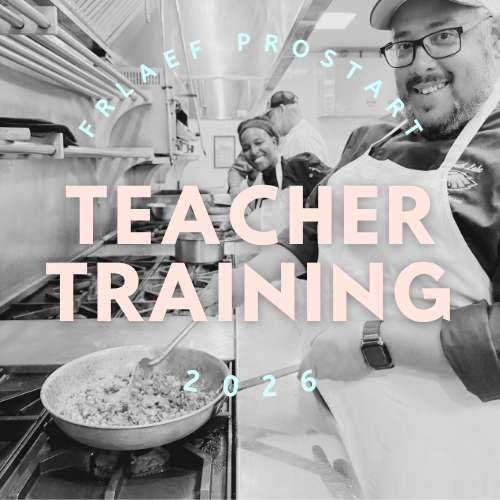 FRLAEF PROSTART
TEACHER
TRAINING
2026